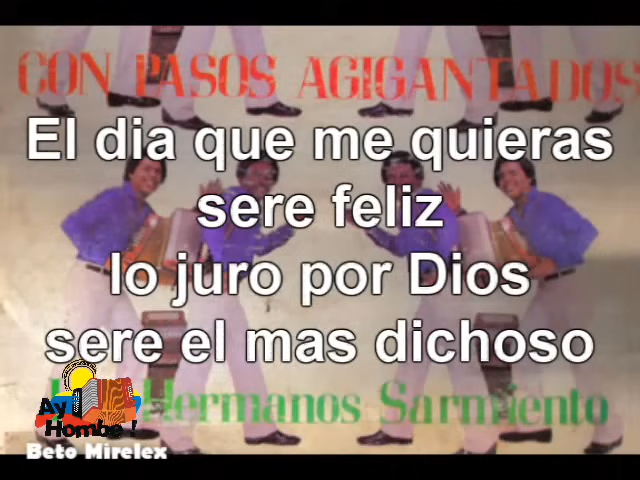 CON PASOS AGIGANTADOS
El dia que me quieras
sere feliz
lo juro por Dios
sere el mas dichoso
Hermanos Sarmiento
Ay
Hombe !
Beto Mirelex